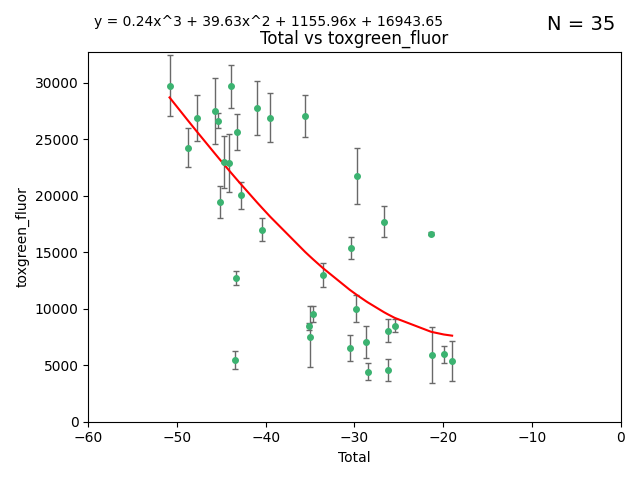 y = 0.24x^3 + 39.63x^2 + 1155.96x + 16943.65
N = 35
Total vs toxgreen_fluor
30000
25000
20000
15000
10000
5000
0
toxgreen_fluor
−60
−50
−40
−30
−20
−10
0
Total